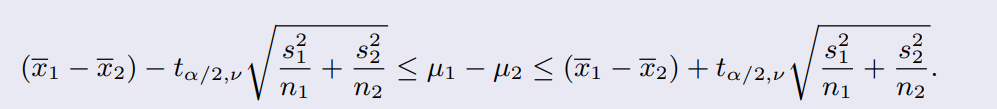 (x̅₁ − x̅₂) − t_{α/2,ν} √(s₁²/n₁ + s₂²/n₂) ≤ μ₁ − μ₂ ≤ (x̅₁ − x̅₂) + t_{α/2,ν} √(s₁²/n₁ + s₂²/n₂).